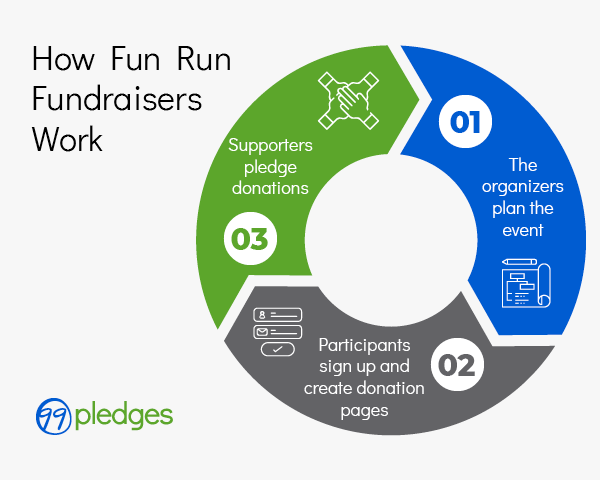 How Fun Run
Fundraisers
Work
01
The
organizers
plan the
event
02
Participants
sign up and
create donation
pages
03
Supporters
pledge
donations
99pledges